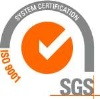 SYSTEM CERTIFICATION
ISO 9001
SGS